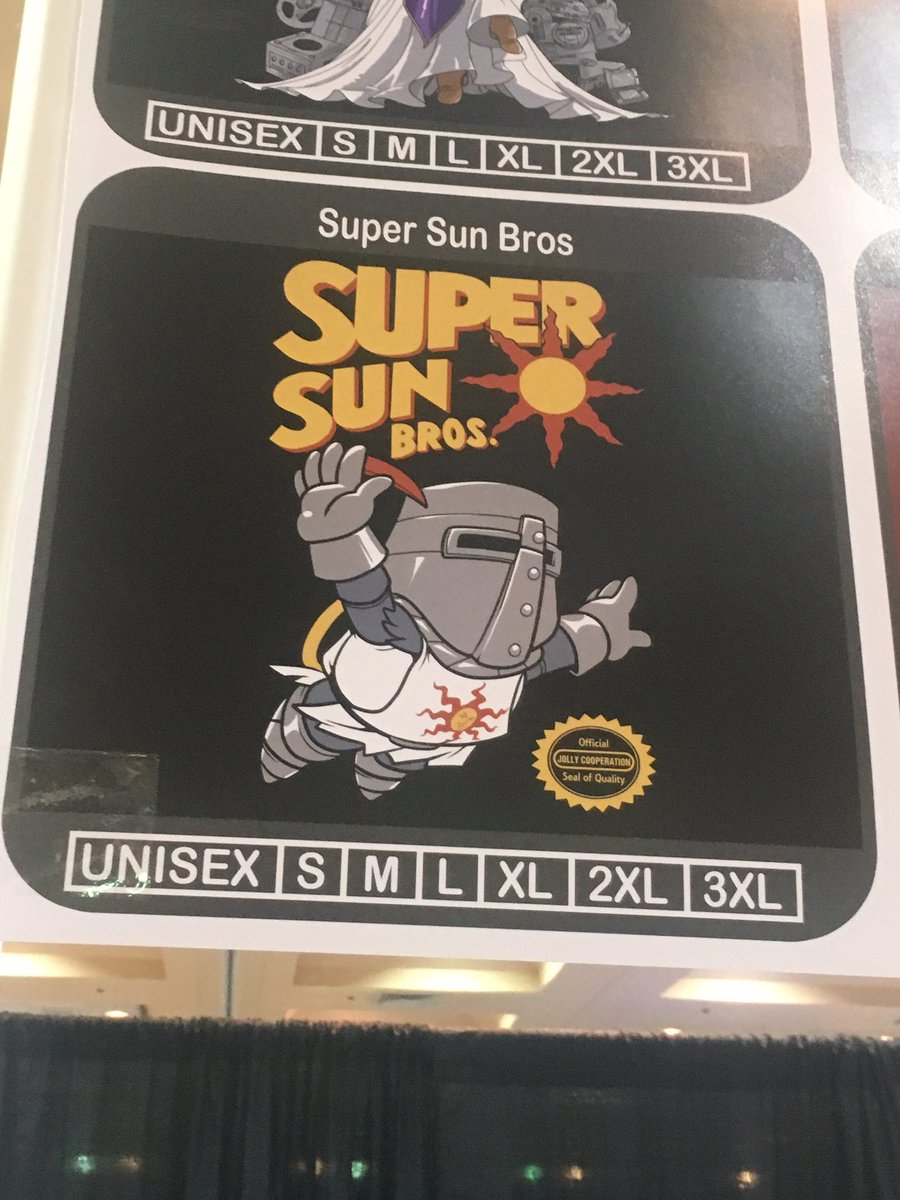 UNISEX S M L XL 2XL 3XL
Super Sun Bros
SUPER
SUN
BROS.
Official
JOLLY COOPERATION
Seal of Quality
UNISEX S M L XL 2XL 3XL